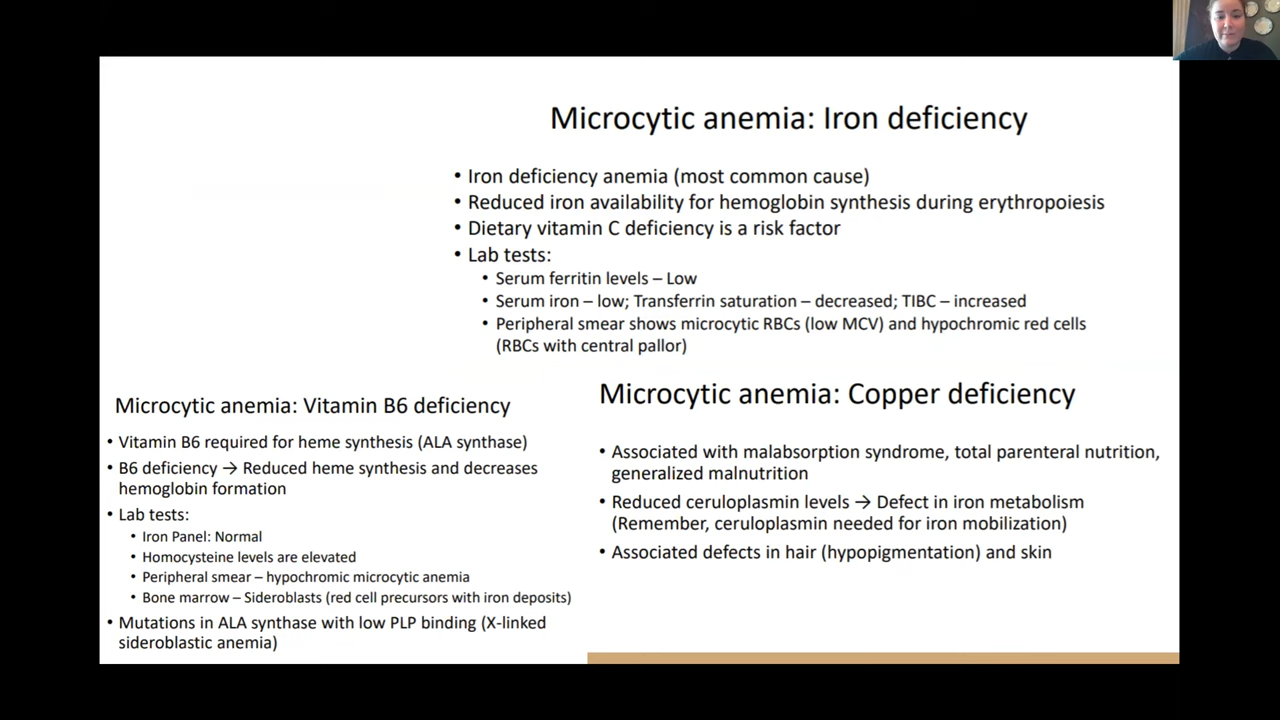 Microcytic anemia: Iron deficiency
• Iron deficiency anemia (most common cause)
• Reduced iron availability for hemoglobin synthesis during erythropoiesis
• Dietary vitamin C deficiency is a risk factor
• Lab tests:
• Serum ferritin levels – Low
• Serum iron – low; Transferrin saturation – decreased; TIBC – increased
• Peripheral smear shows microcytic RBCs (low MCV) and hypochromic red cells
(RBCs with central pallor)
Microcytic anemia: Vitamin B6 deficiency
• Vitamin B6 required for heme synthesis (ALA synthase)
• B6 deficiency → Reduced heme synthesis and decreases
hemoglobin formation
• Lab tests:
• Iron Panel: Normal
• Homocysteine levels are elevated
• Peripheral smear – hypochromic microcytic anemia
• Bone marrow – Sideroblasts (red cell precursors with iron deposits)
• Mutations in ALA synthase with low PLP binding (X-linked
sideroblastic anemia)
Microcytic anemia: Copper deficiency
• Associated with malabsorption syndrome, total parenteral nutrition,
generalized malnutrition
• Reduced ceruloplasmin levels → Defect in iron metabolism
(Remember, ceruloplasmin needed for iron mobilization)
• Associated defects in hair (hypopigmentation) and skin